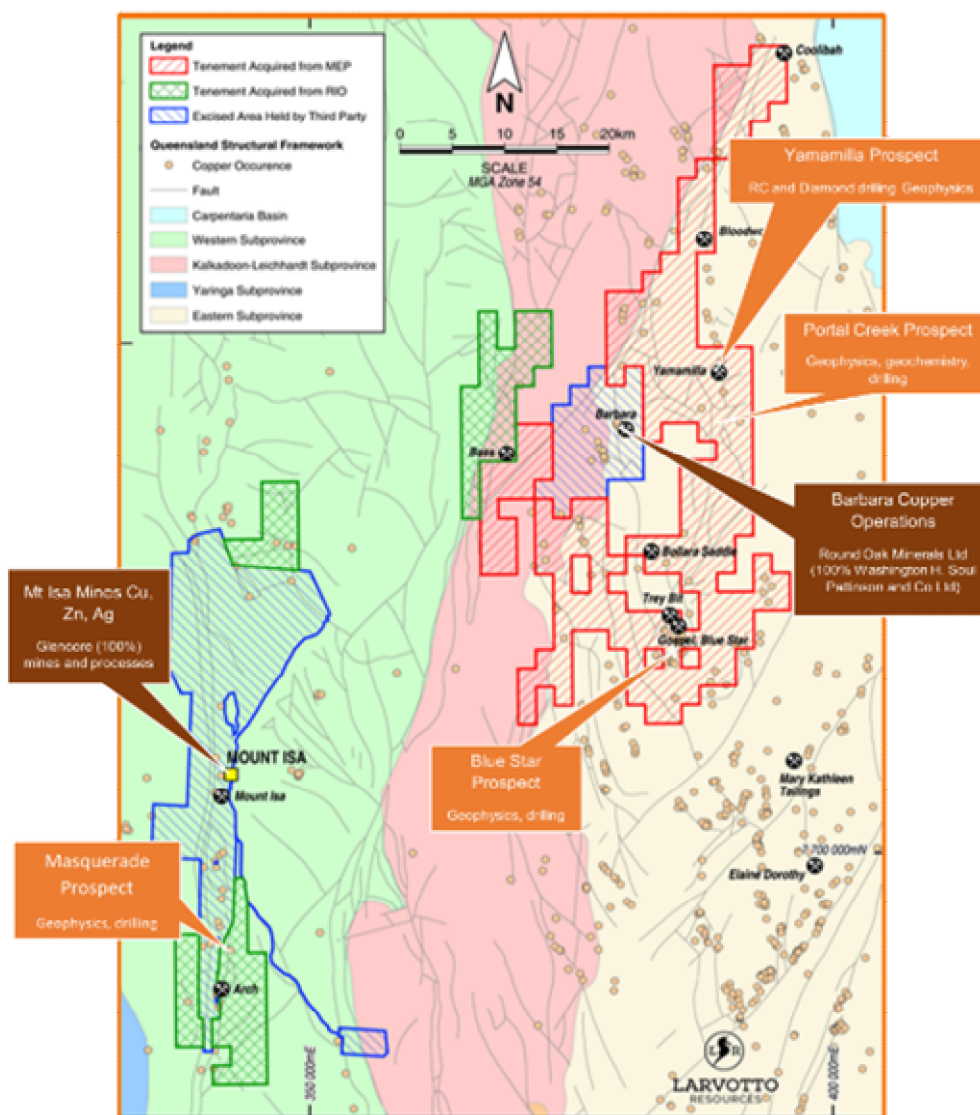 Legend
Tenement Acquired from MEP
Tenement Acquired from RIO
Excised Area Held by Third Party
Queensland Structural Framework
Copper Occurence
Fault
Carpentaria Basin
Western Subprovince
Kalkadoon-Leichhardt Subprovince
Yaringa Subprovince
Eastern Subprovince
N
0 5 10 15 20km
SCALE
MGA Zone 54
Coolibah
Yamamilla Prospect
RC and Diamond drilling Geophysics
Portal Creek Prospect
Geophysics, geochemistry,
drilling
Yamamilla
Barbara
Bass
Barbara Copper
Operations
Round Oak Minerals Ltd
(100% Washington H. Soul
Pattinson and Co Ltd)
Bollara Saddle
Trey Bit
Gospel, Blue Star
Mt Isa Mines Cu,
Zn, Ag
Glencore (100%)
mines and processes
MOUNT ISA
Mount Isa
Blue Star
Prospect
Geophysics, drilling
Mary Kathleen
Tailings
7 700 000mN
Elaine Dorothy
Masquerade
Prospect
Geophysics, drilling
Arch
350 000mE
400 000mE
LR
LARVOTTO
RESOURCES